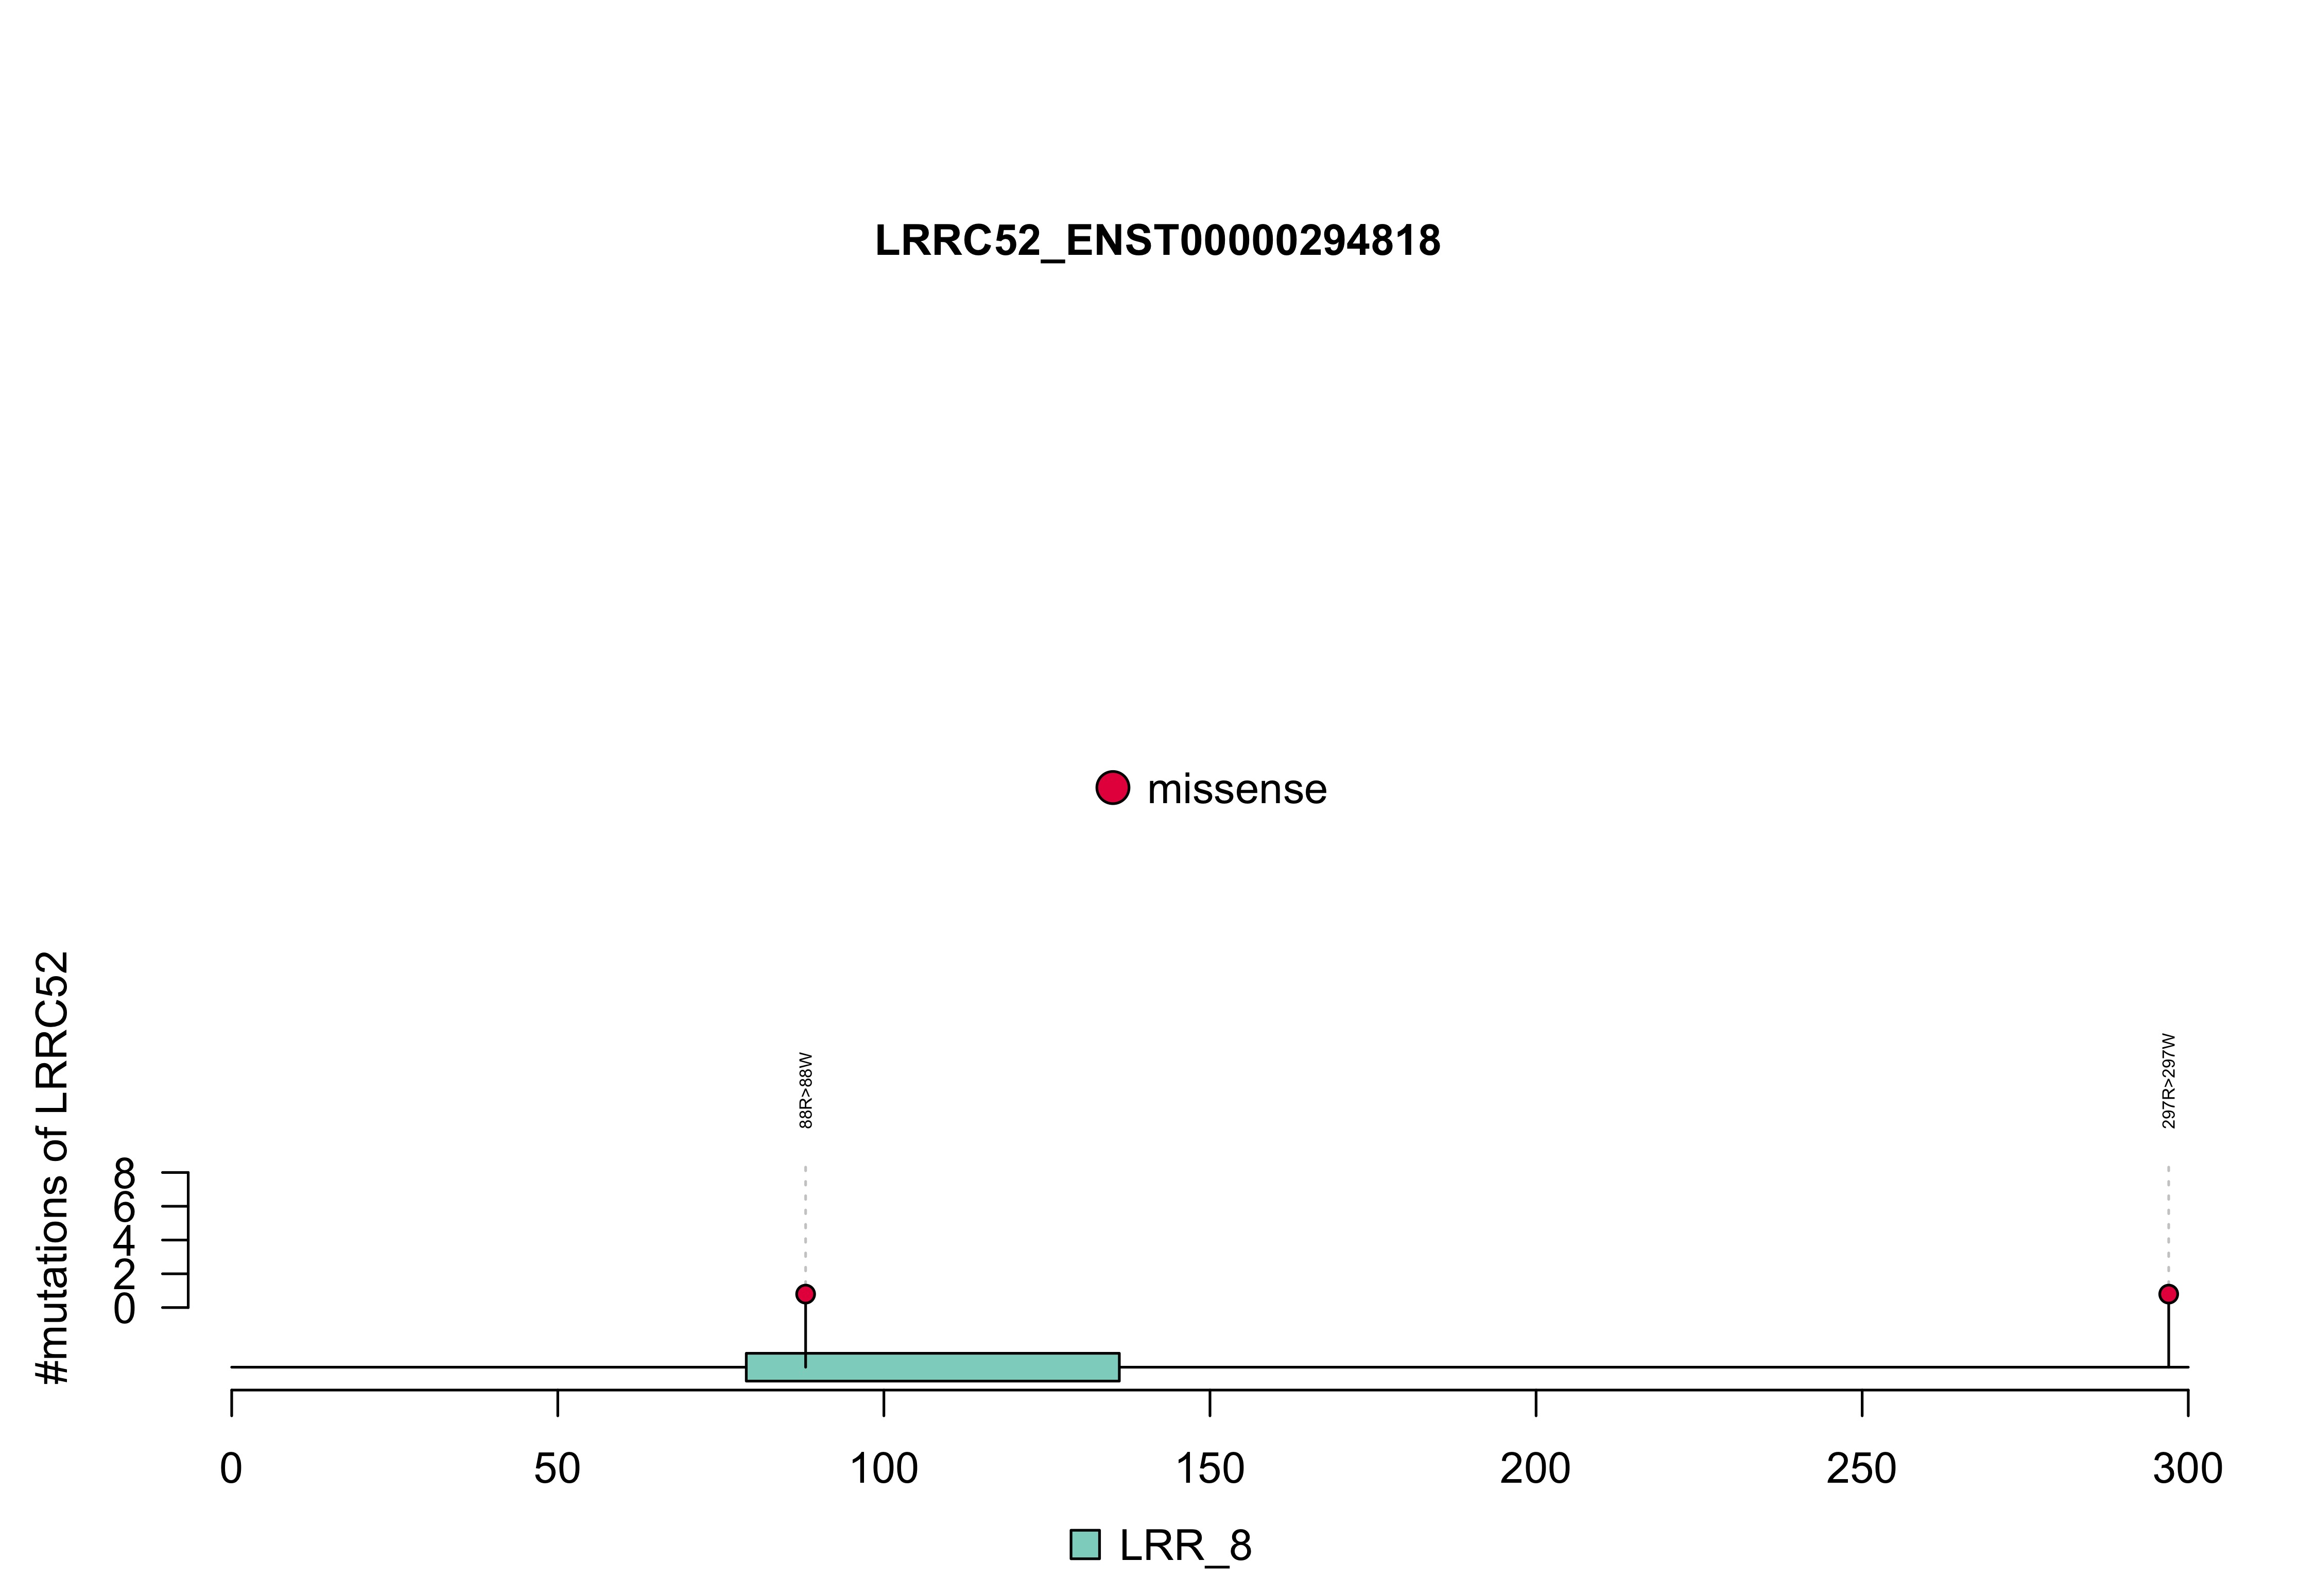 LRRC52_ENST00000294818
missense
#mutations of LRRC52
88R>88W
297R>297W
8
6
4
2
0
0 50 100 150 200 250 300
LRR_8